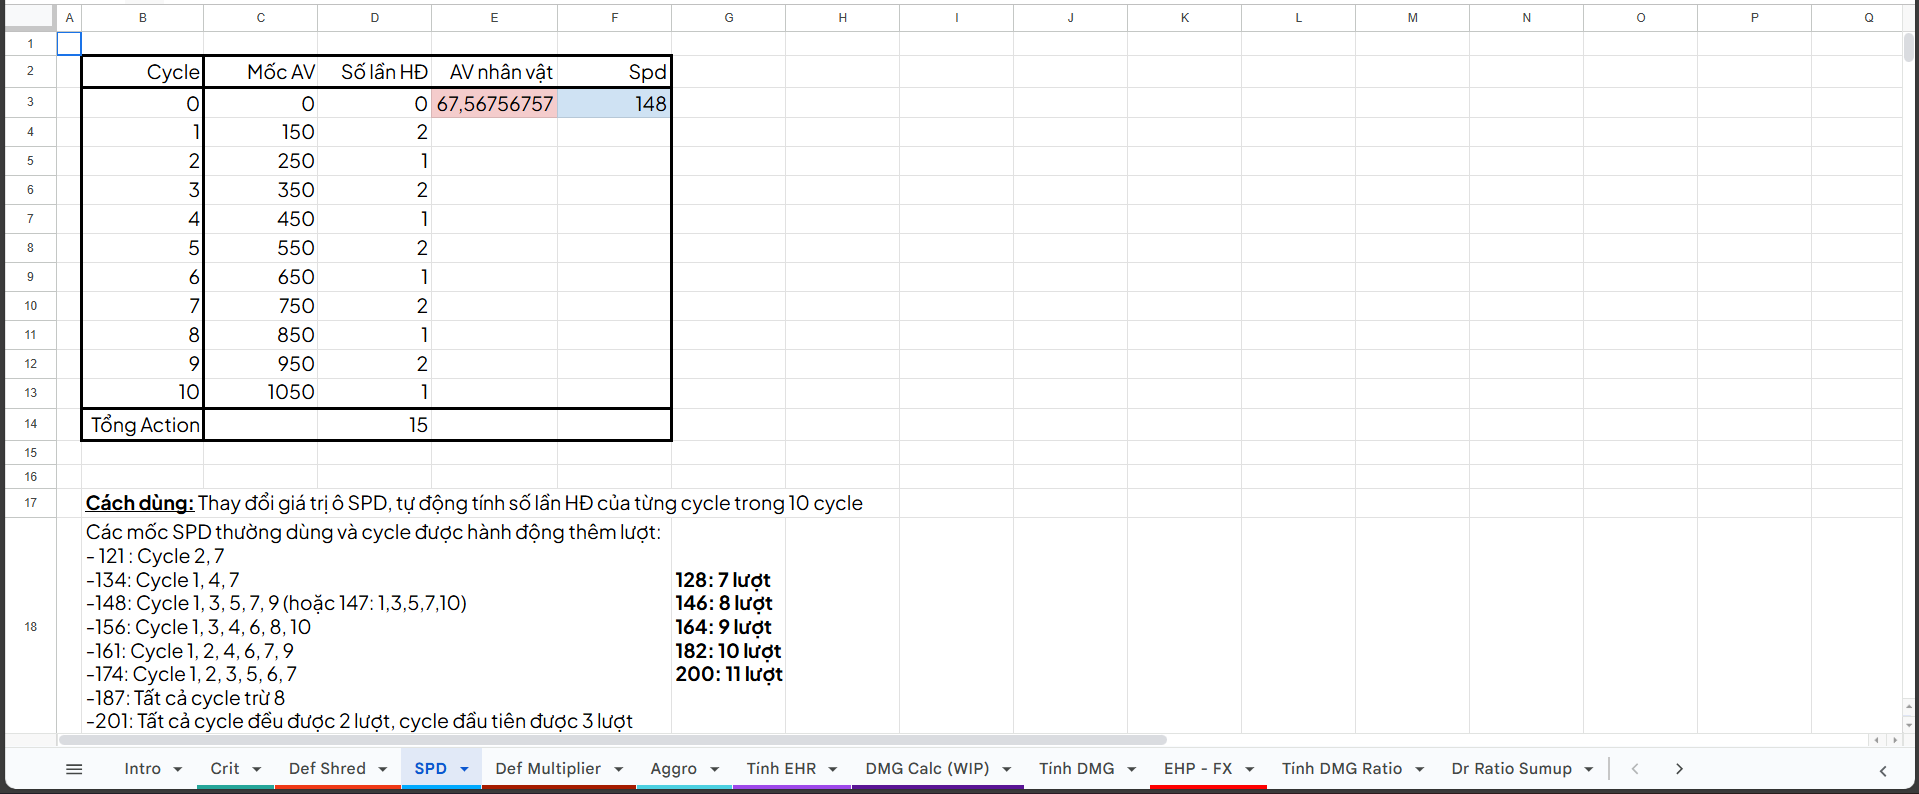 A B C D E F G H I J K L M N O P Q
1
2 Cycle Mốc AV Số lần HĐ AV nhân vật Spd
3 0 0 0 67,56756757 148
4 1 150 2
5 2 250 1
6 3 350 2
7 4 450 1
8 5 550 2
9 6 650 1
10 7 750 2
11 8 850 1
12 9 950 2
13 10 1050 1
14 Tổng Action 15
15
16
17 Cách dùng: Thay đổi giá trị ô SPD, tự động tính số lần HĐ của từng cycle trong 10 cycle
Các mốc SPD thường dùng và cycle được hành động thêm lượt:
- 121 : Cycle 2, 7
-134: Cycle 1, 4, 7 128: 7 lượt
-148: Cycle 1, 3, 5, 7, 9 (hoặc 147: 1,3,5,7,10) 146: 8 lượt
18 -156: Cycle 1, 3, 4, 6, 8, 10 164: 9 lượt
-161: Cycle 1, 2, 4, 6, 7, 9 182: 10 lượt
-174: Cycle 1, 2, 3, 5, 6, 7 200: 11 lượt
-187: Tất cả cycle trừ 8
-201: Tất cả cycle đều được 2 lượt, cycle đầu tiên được 3 lượt
Intro Crit Def Shred SPD Def Multiplier Aggro Tính EHR DMG Calc (WIP) Tính DMG EHP - FX Tính DMG Ratio Dr Ratio Sumup